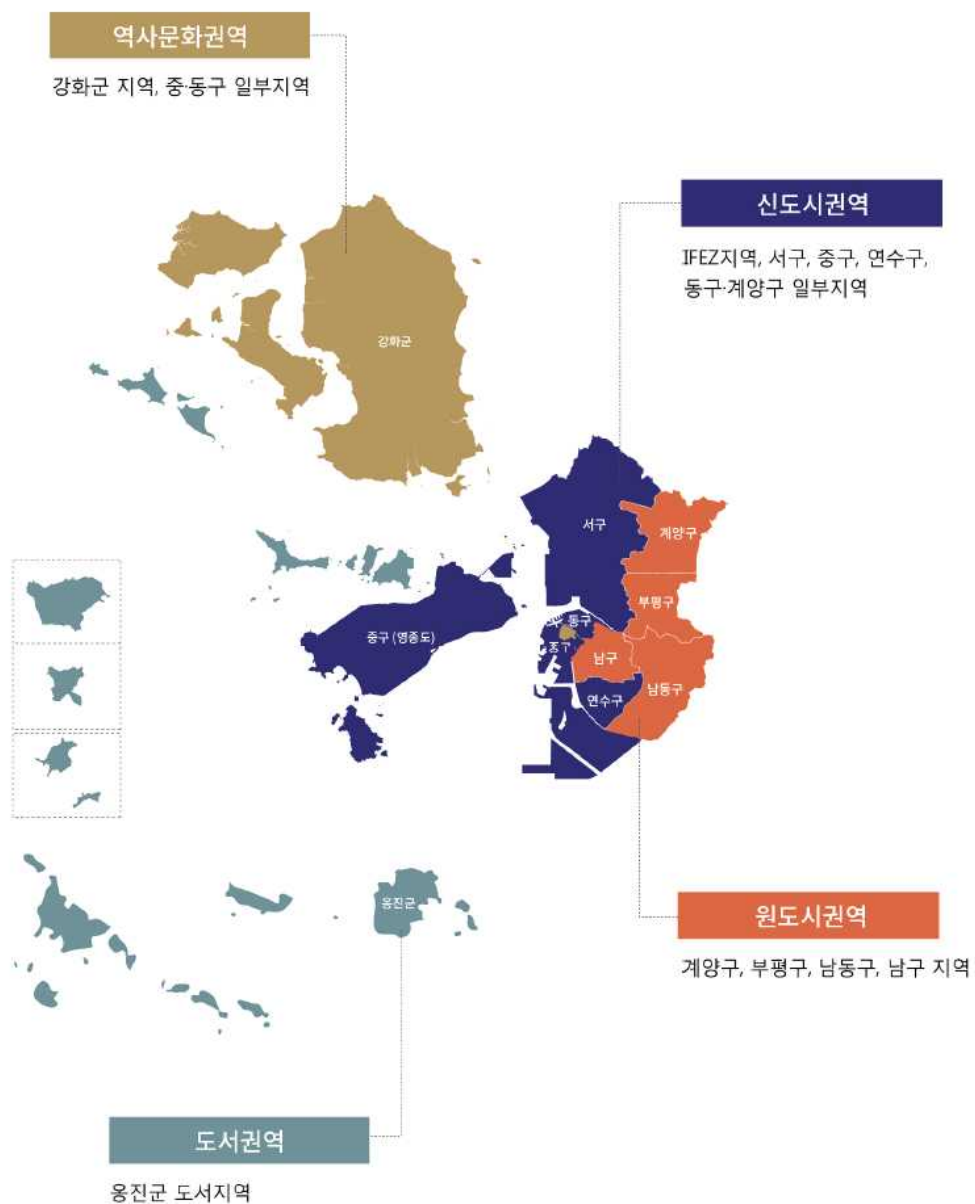 역사문화권역
강화군 지역, 중·동구 일부지역
신도시권역
IFEZ지역, 서구, 중구, 연수구,
동구·계양구 일부지역
강화군
서구
계양구
부평구
중구 (영종도)
동구
중구
남구
남동구
연수구
옹진군
원도시권역
계양구, 부평구, 남동구, 남구 지역
도서권역
옹진군 도서지역